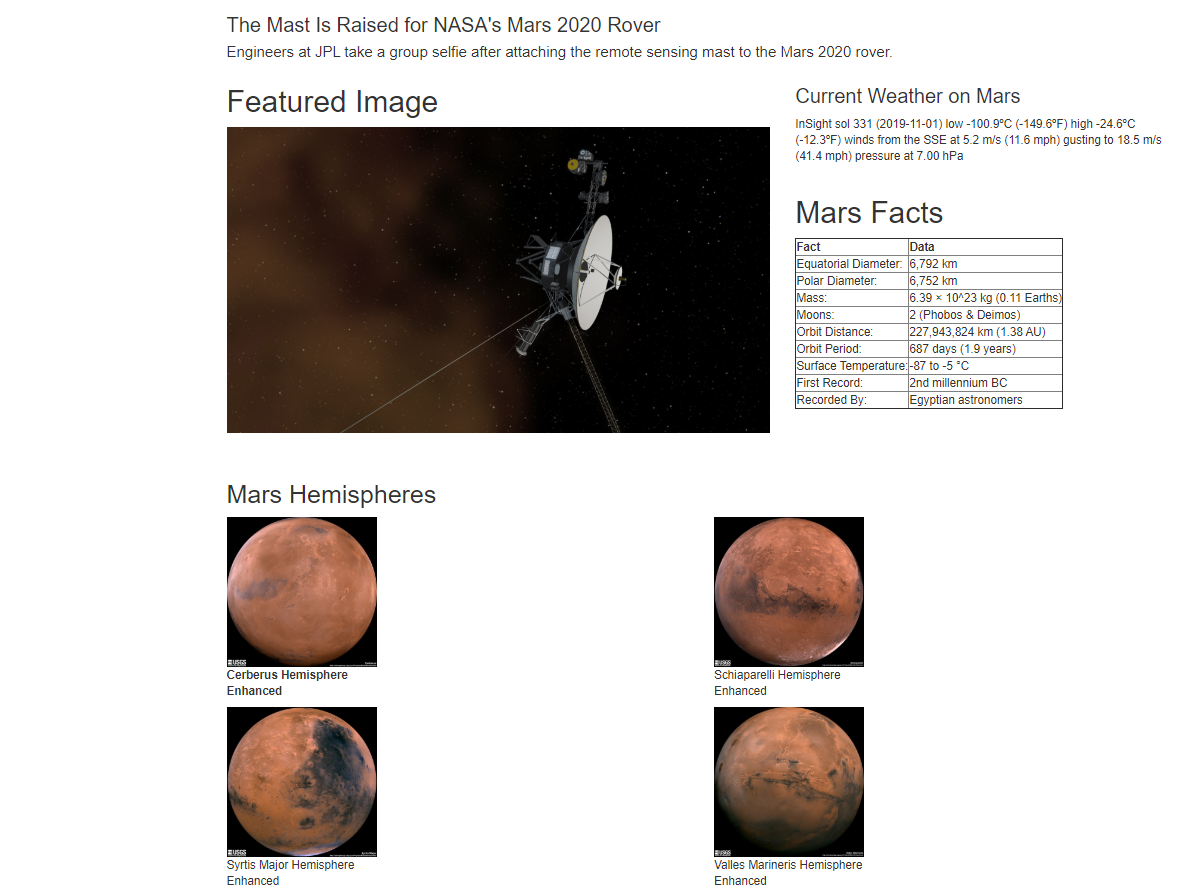 The Mast Is Raised for NASA's Mars 2020 Rover
Engineers at JPL take a group selfie after attaching the remote sensing mast to the Mars 2020 rover.
Featured Image
Current Weather on Mars
InSight sol 331 (2019-11-01) low -100.9ºC (-149.6ºF) high -24.6ºC
(-12.3ºF) winds from the SSE at 5.2 m/s (11.6 mph) gusting to 18.5 m/s
(41.4 mph) pressure at 7.00 hPa
Mars Facts
Fact Data
Equatorial Diameter: 6,792 km
Polar Diameter: 6,752 km
Mass: 6.39 × 10^23 kg (0.11 Earths)
Moons: 2 (Phobos & Deimos)
Orbit Distance: 227,943,824 km (1.38 AU)
Orbit Period: 687 days (1.9 years)
Surface Temperature: -87 to -5 °C
First Record: 2nd millennium BC
Recorded By: Egyptian astronomers
Mars Hemispheres
USGS
Cerberus Hemisphere
Enhanced
USGS
Schiaparelli Hemisphere
Enhanced
USGS
Syrtis Major Hemisphere
Enhanced
USGS
Valles Marineris Hemisphere
Enhanced